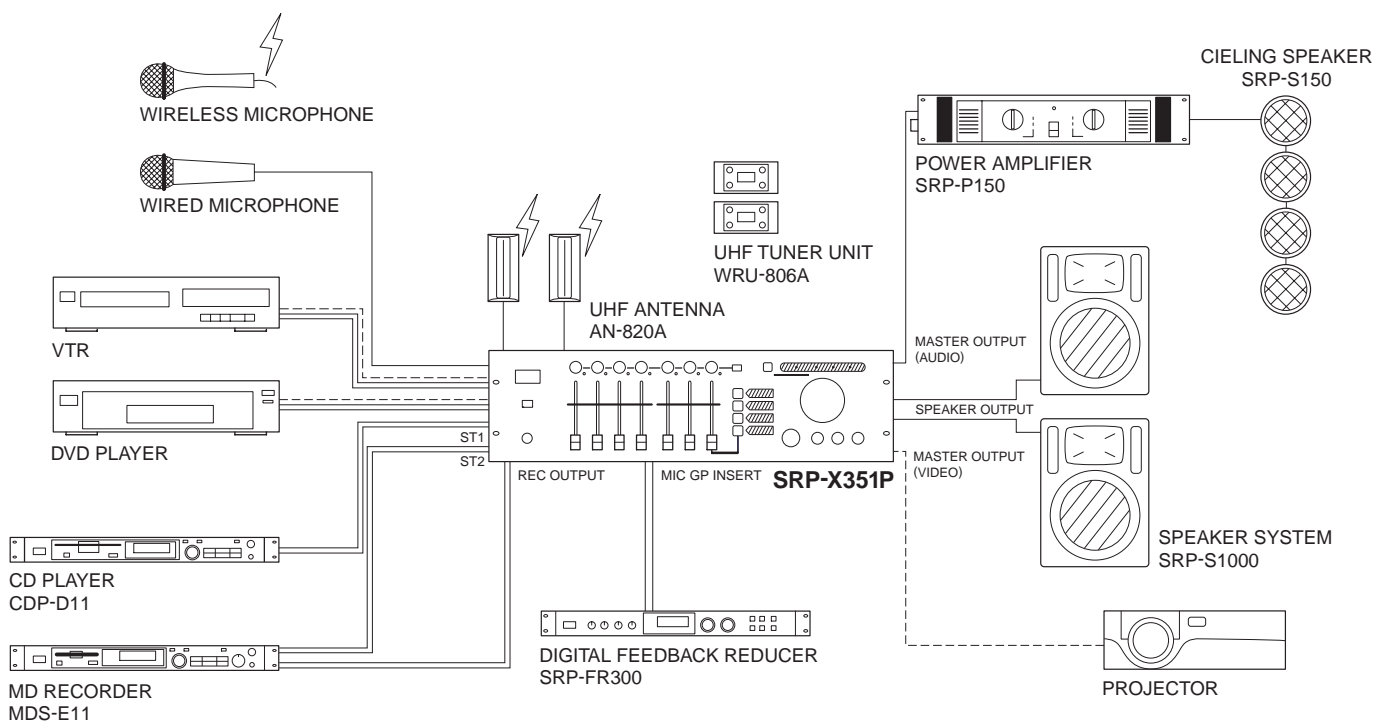 WIRELESS MICROPHONE
WIRED MICROPHONE
VTR
DVD PLAYER
CD PLAYER
CDP-D11
MD RECORDER
MDS-E11
UHF ANTENNA
AN-820A
UHF TUNER UNIT
WRU-806A
ST1
ST2
REC OUTPUT
MIC GP INSERT
SRP-X351P
DIGITAL FEEDBACK REDUCER
SRP-FR300
CIELING SPEAKER
SRP-S150
POWER AMPLIFIER
SRP-P150
MASTER OUTPUT
(AUDIO)
SPEAKER OUTPUT
MASTER OUTPUT
(VIDEO)
SPEAKER SYSTEM
SRP-S1000
PROJECTOR